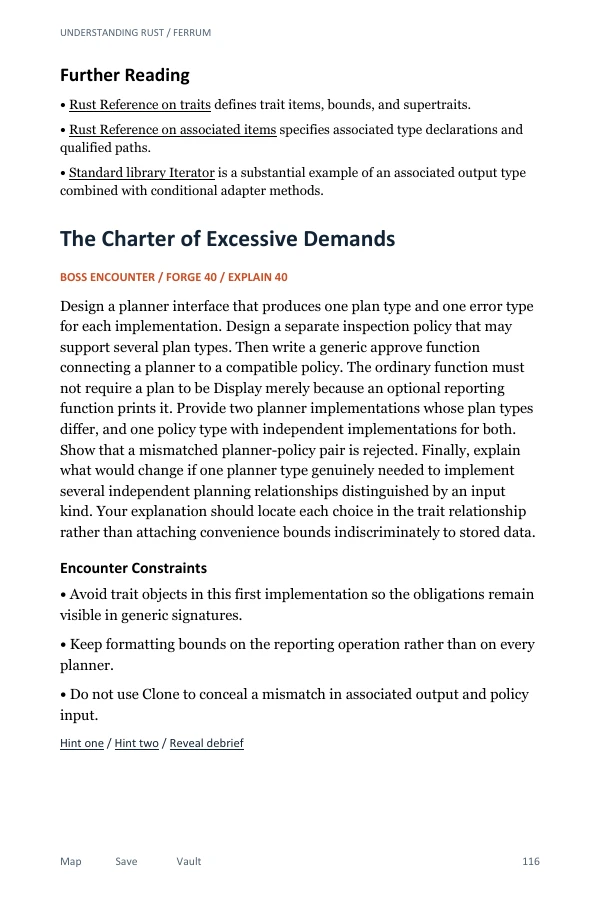 UNDERSTANDING RUST / FERRUM
Further Reading
• Rust Reference on traits defines trait items, bounds, and supertraits.
• Rust Reference on associated items specifies associated type declarations and
qualified paths.
• Standard library Iterator is a substantial example of an associated output type
combined with conditional adapter methods.
The Charter of Excessive Demands
BOSS ENCOUNTER / FORGE 40 / EXPLAIN 40
Design a planner interface that produces one plan type and one error type
for each implementation. Design a separate inspection policy that may
support several plan types. Then write a generic approve function
connecting a planner to a compatible policy. The ordinary function must
not require a plan to be Display merely because an optional reporting
function prints it. Provide two planner implementations whose plan types
differ, and one policy type with independent implementations for both.
Show that a mismatched planner-policy pair is rejected. Finally, explain
what would change if one planner type genuinely needed to implement
several independent planning relationships distinguished by an input
kind. Your explanation should locate each choice in the trait relationship
rather than attaching convenience bounds indiscriminately to stored data.
Encounter Constraints
• Avoid trait objects in this first implementation so the obligations remain
visible in generic signatures.
• Keep formatting bounds on the reporting operation rather than on every
planner.
• Do not use Clone to conceal a mismatch in associated output and policy
input.
Hint one / Hint two / Reveal debrief
Map Save Vault 116